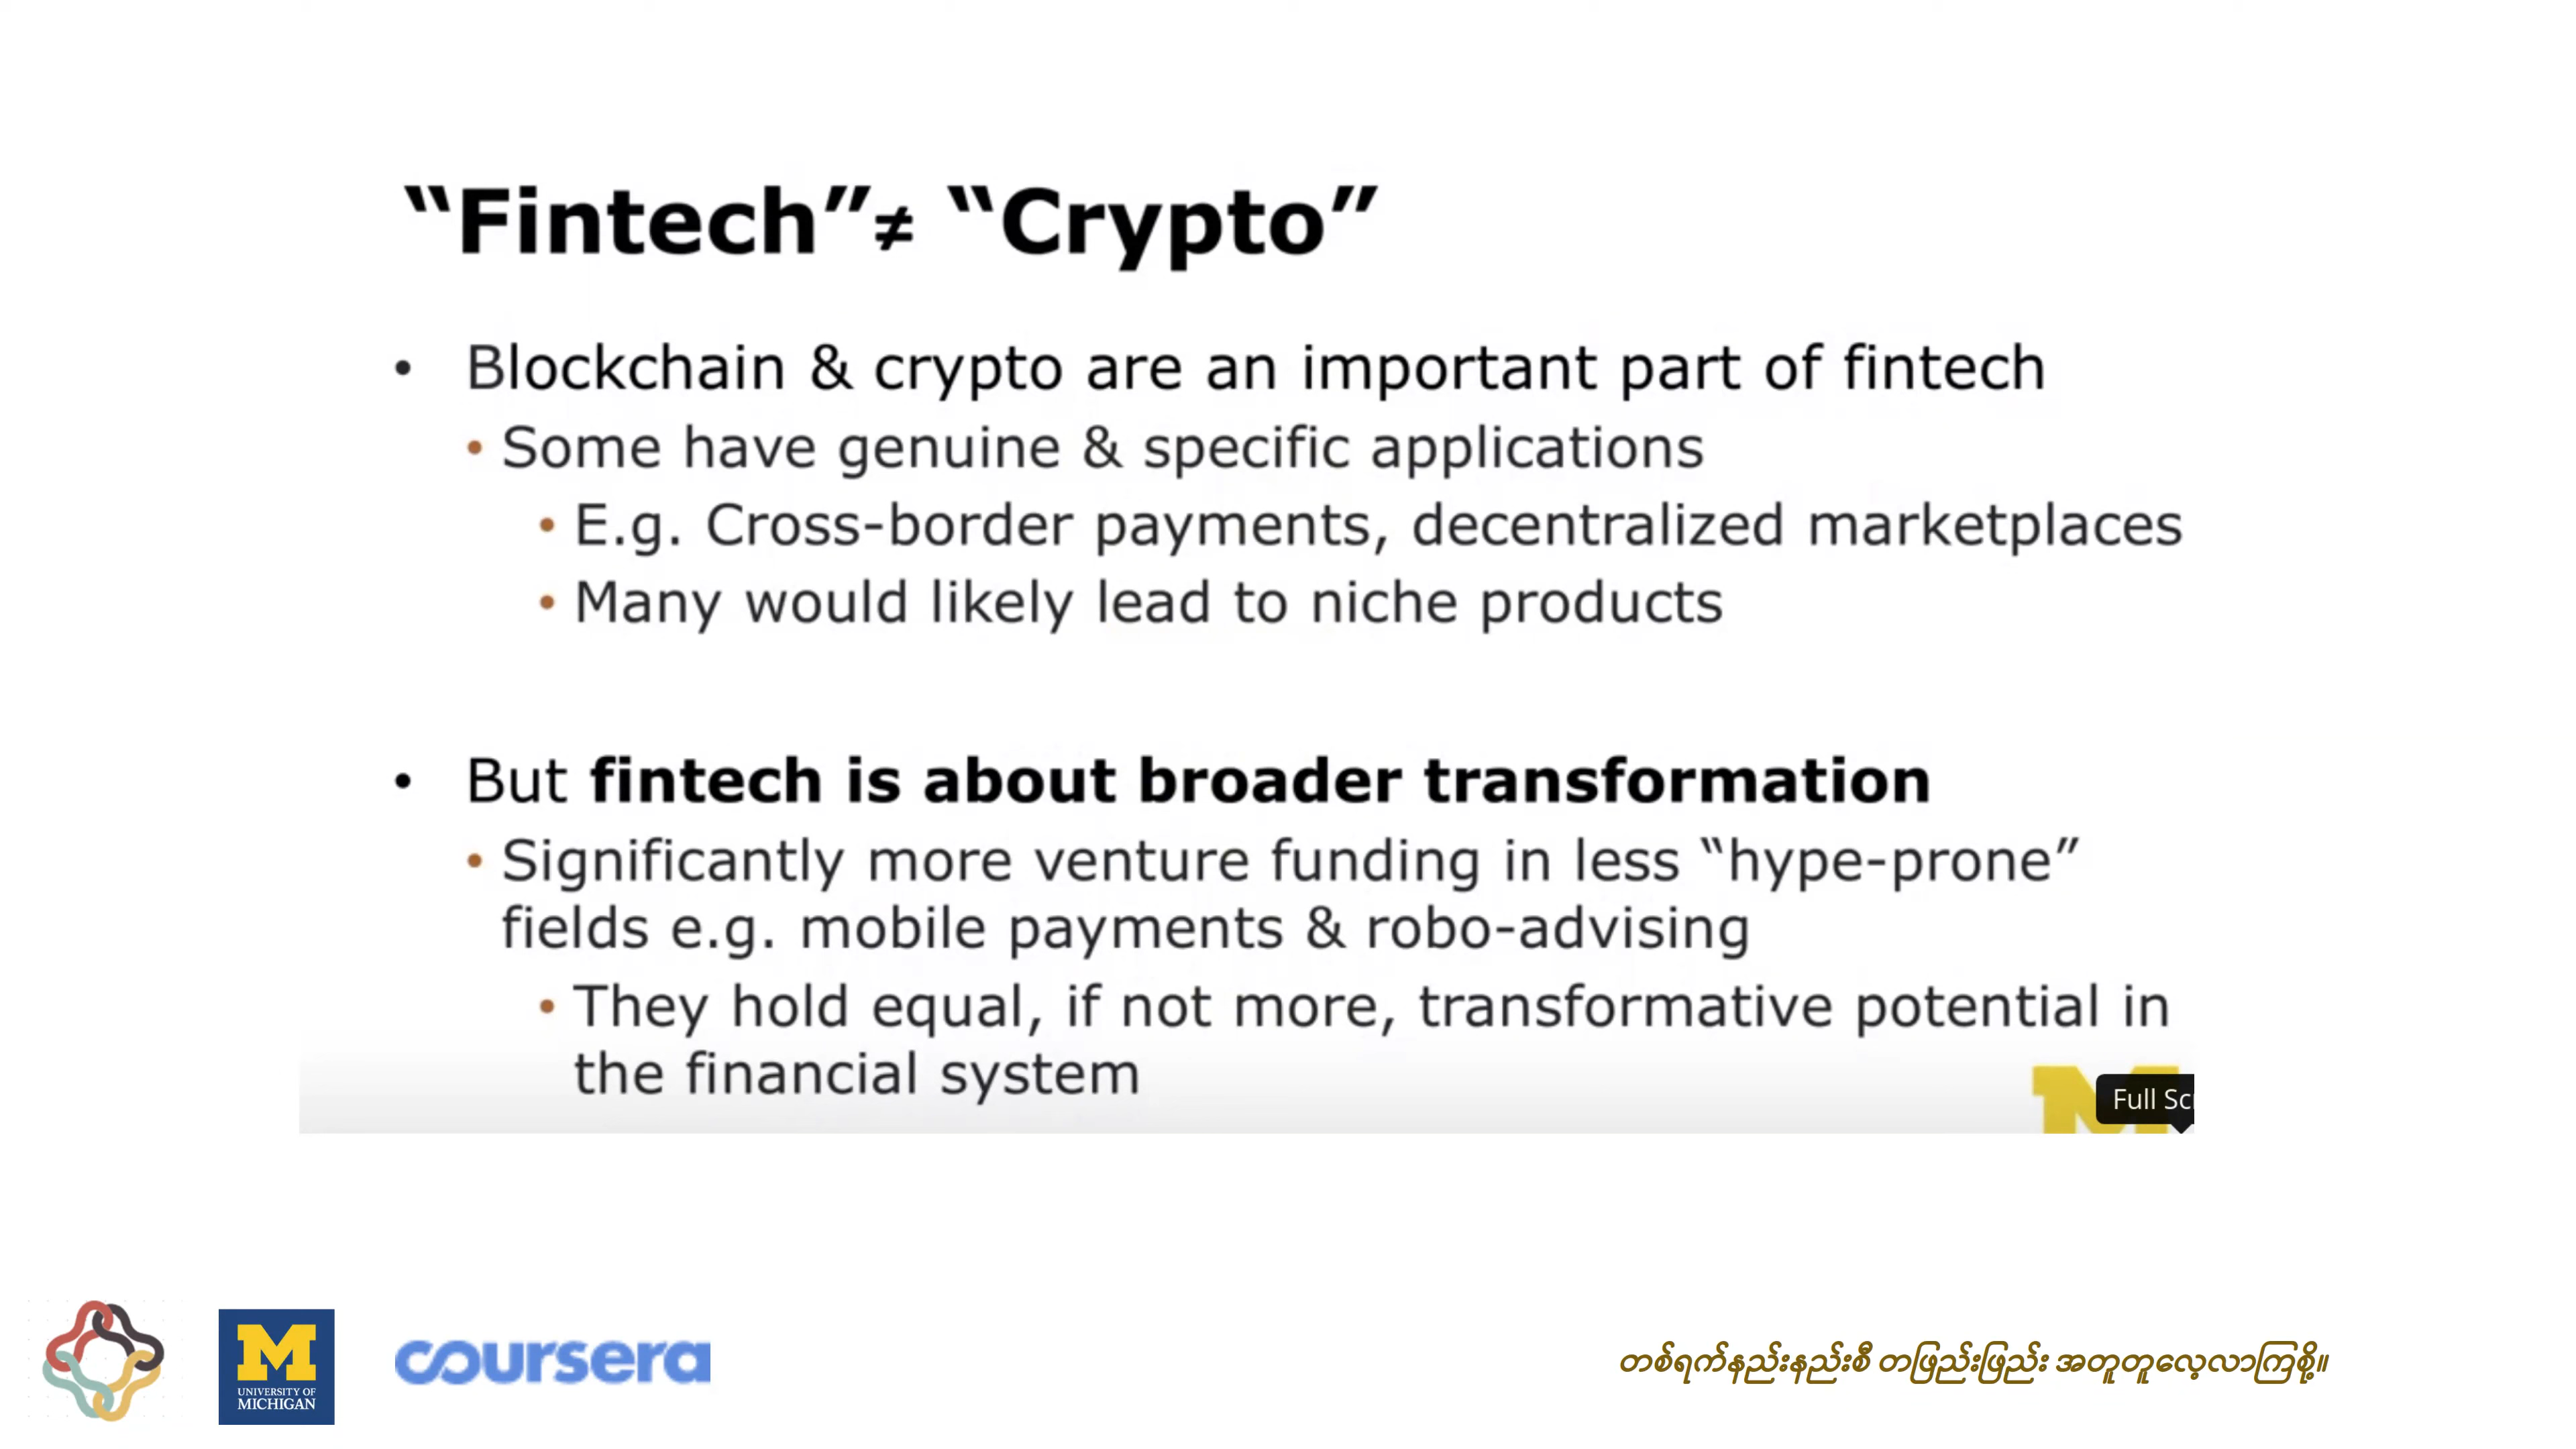 “Fintech”≠ “Crypto”
• Blockchain & crypto are an important part of fintech
• Some have genuine & specific applications
• E.g. Cross-border payments, decentralized marketplaces
• Many would likely lead to niche products
• But fintech is about broader transformation
• Significantly more venture funding in less “hype-prone”
fields e.g. mobile payments & robo-advising
• They hold equal, if not more, transformative potential in
the financial system
M
Full Scr
M
UNIVERSITY OF
MICHIGAN
coursera
တစ်ရက်နည်းနည်းစီ တဖြည်းဖြည်း အတူတူလေ့လာကြစို့။